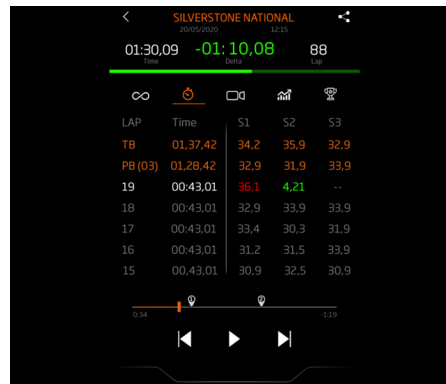 SILVERSTONE NATIONAL
20/05/2020 12:15
01:30,09 -01:10,08 88
Time Delta Lap
LAP Time S1 S2 S3
TB 01,37,42 34,2 35,9 32,9
PB (03) 01,28,42 32,9 31,9 33,9
19 00:43,01 36,1 4,21 --
18 00:43,01 32,9 33,9 33,9
17 00:43,01 33,4 30,3 31,9
16 00:43,01 31,2 31,5 33,9
15 00,43,01 30,9 32,5 30,9
1 2
0:34 -1:19